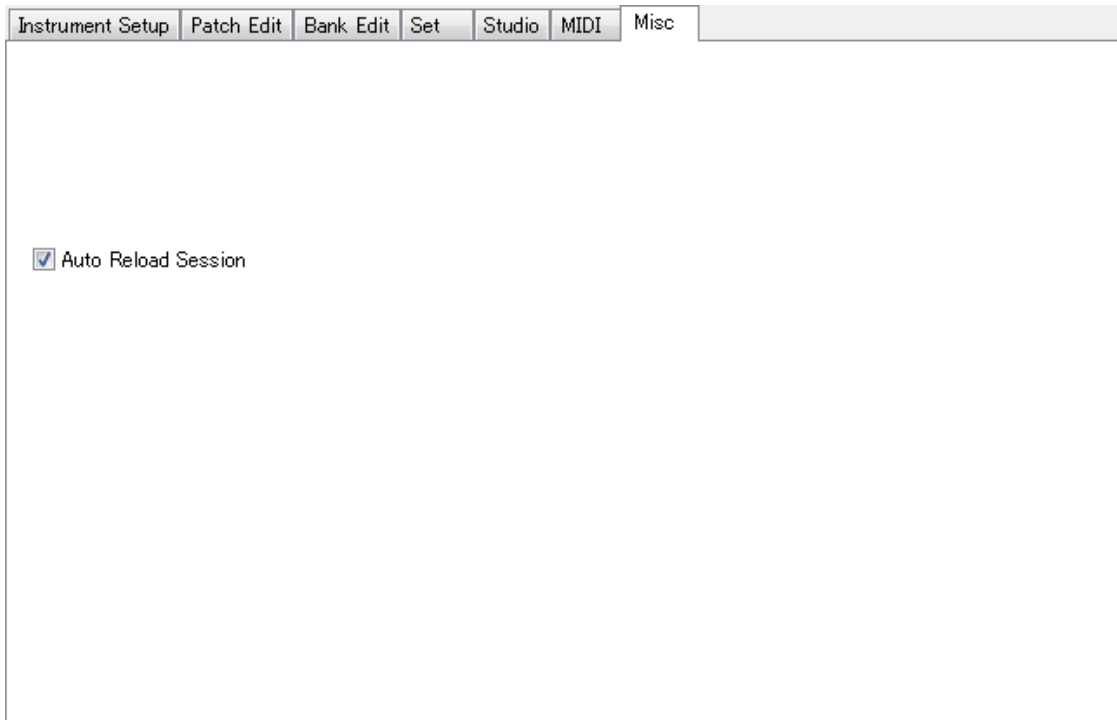 Instrument Setup Patch Edit Bank Edit Set Studio MIDI Misc
Auto Reload Session